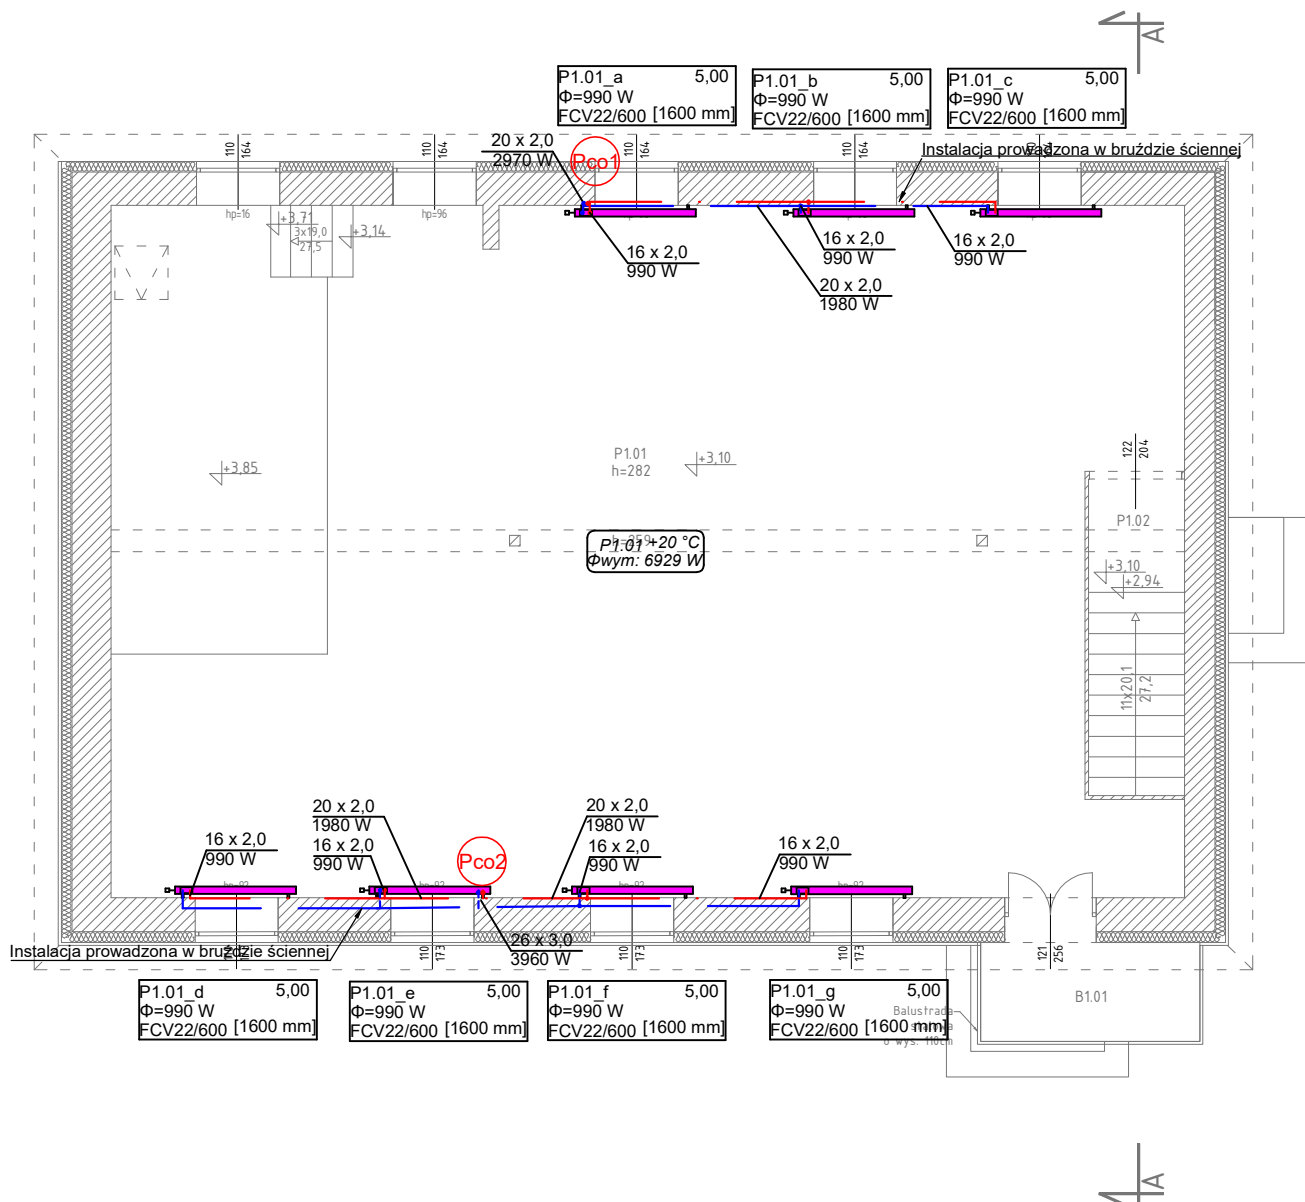 A
P1.01_a 5,00
Φ=990 W
FCV22/600 [1600 mm]
P1.01_b 5,00
Φ=990 W
FCV22/600 [1600 mm]
P1.01_c 5,00
Φ=990 W
FCV22/600 [1600 mm]
110
164
110
164
20 x 2,0
2970 W
Pco1
110
164
110
164
Instalacja prowadzona w bruździe ściennej
hp=16
hp=96
+3,71
3x19,0
27,5
+3,14
16 x 2,0
990 W
16 x 2,0
990 W
16 x 2,0
990 W
20 x 2,0
1980 W
+3,85
P1.01
h=282
+3,10
122
204
P1.02
P1.01 +20 °C
Φwym: 6929 W
+3,10
+2,94
11x20,1
27,2
20 x 2,0
1980 W
16 x 2,0
990 W
16 x 2,0
990 W
Pco2
20 x 2,0
1980 W
16 x 2,0
990 W
16 x 2,0
990 W
Instalacja prowadzona w bruździe ściennej
26 x 3,0
3960 W
110
173
110
173
110
173
121
256
P1.01_d 5,00
Φ=990 W
FCV22/600 [1600 mm]
P1.01_e 5,00
Φ=990 W
FCV22/600 [1600 mm]
P1.01_f 5,00
Φ=990 W
FCV22/600 [1600 mm]
P1.01_g 5,00
Φ=990 W
FCV22/600 [1600 mm]
Balustrada
o wys. 110cm
B1.01
A